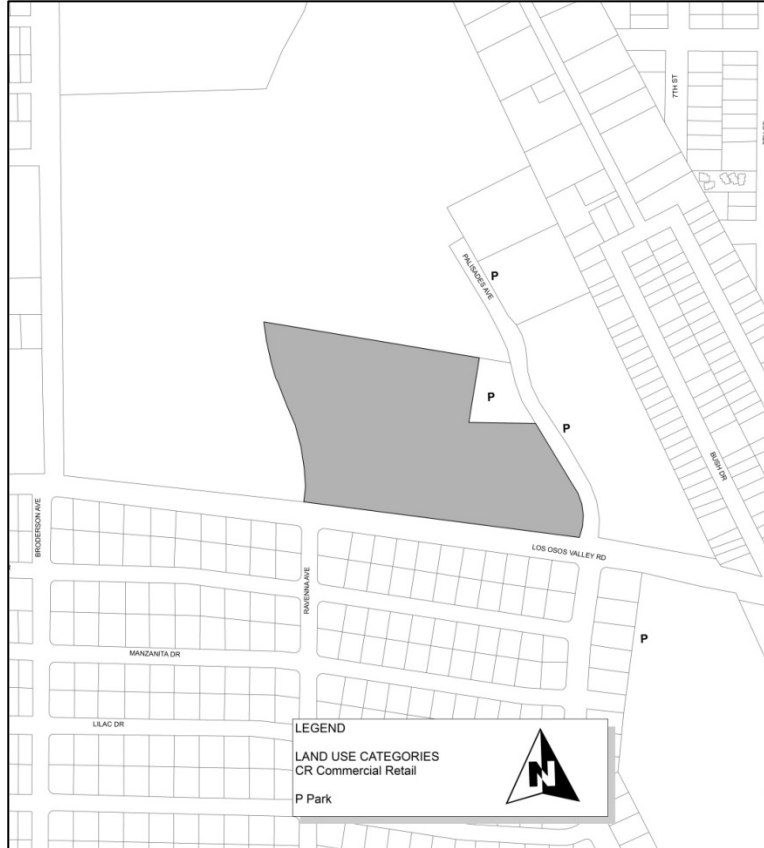 7TH ST
PALISADES AVE
P
P
P
BUSH DR
BRODERSON AVE
LOS OSOS VALLEY RD
RAVENNA AVE
P
MANZANITA DR
LILAC DR
LEGEND
LAND USE CATEGORIES
CR Commercial Retail
P Park
N